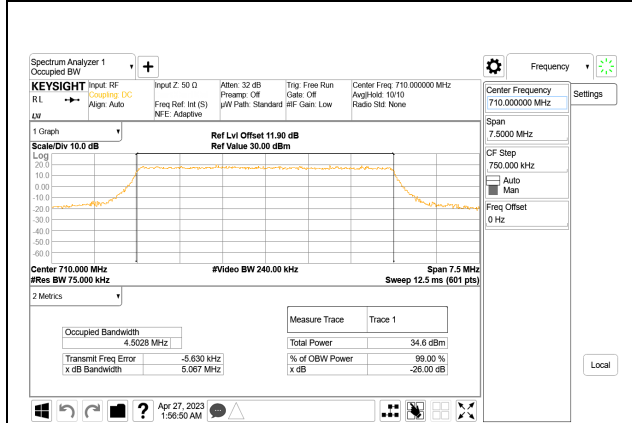 Spectrum Analyzer 1
Occupied BW
KEYSIGHT
RL
LXI
Input: RF
Coupling: DC
Align: Auto
Input Z: 50 Ω
Freq Ref: Int (S)
NFE: Adaptive
Atten: 32 dB
Preamp: Off
µW Path: Standard
Trig: Free Run
Gate: Off
#IF Gain: Low
Center Freq: 710.000000 MHz
Avg|Hold: 10/10
Radio Std: None
1 Graph
Scale/Div 10.0 dB
Ref Lvl Offset 11.90 dB
Ref Value 30.00 dBm
Log
20.0
10.0
0.00
-10.0
-20.0
-30.0
-40.0
-50.0
-60.0
Center 710.000 MHz
#Video BW 240.00 kHz
Span 7.5 MHz
#Res BW 75.000 kHz
Sweep 12.5 ms (601 pts)
2 Metrics
Occupied Bandwidth
4.5028 MHz
Transmit Freq Error -5.630 kHz
x dB Bandwidth 5.067 MHz
Measure Trace Trace 1
Total Power 34.6 dBm
% of OBW Power 99.00 %
x dB -26.00 dB
?
Apr 27, 2023
1:56:50 AM
Frequency
Center Frequency
710.000000 MHz
Span
7.5000 MHz
CF Step
750.000 kHz
Auto
Man
Freq Offset
0 Hz
Settings
Local